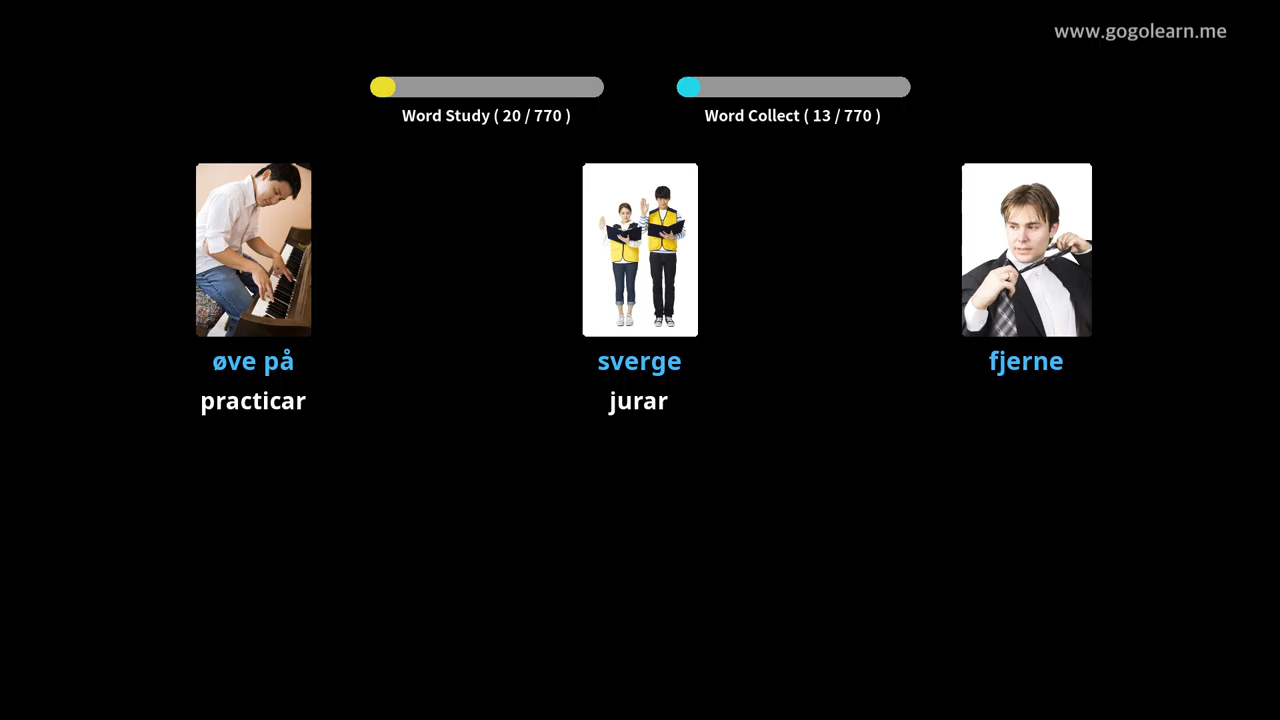 www.gogolearn.me
Word Study ( 20 / 770 )
Word Collect ( 13 / 770 )
øve på
sverge
fjerne
practicar
jurar